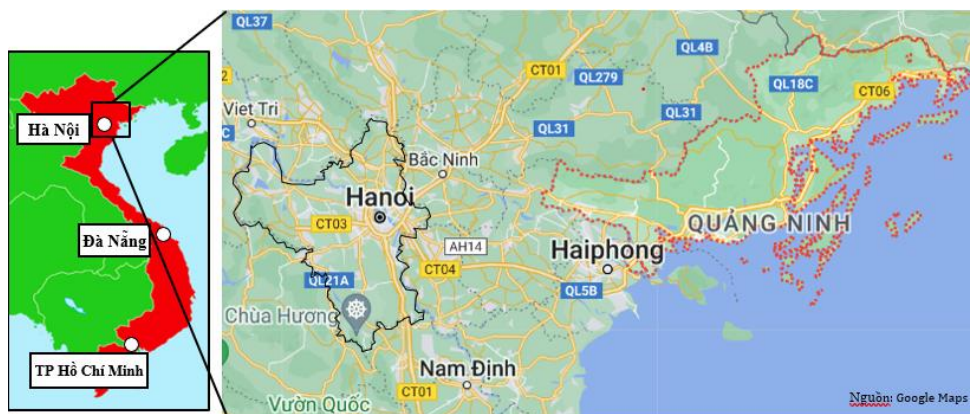 Hà Nội
Đà Nẵng
TP Hồ Chí Minh
QL37
QL4B
CT01
QL279
QL18C
CT06
2
Viet Tri
C
QL31
QL31
Bắc Ninh
Hanoi
CT03
QUẢNG NINH
AH14
Haiphong
CT04
QL21A
QL5B
Chùa Hương
Nam Định
CT01
Vườn Quốc
Nguồn: Google Maps